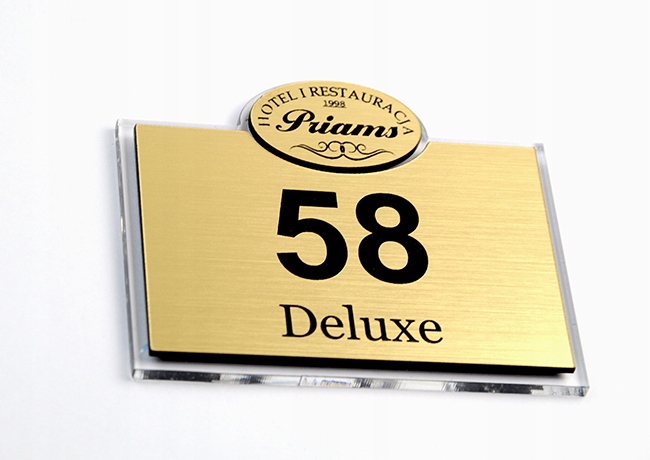 HOTEL I RESTAURACJA
1998
Priams
58
Deluxe